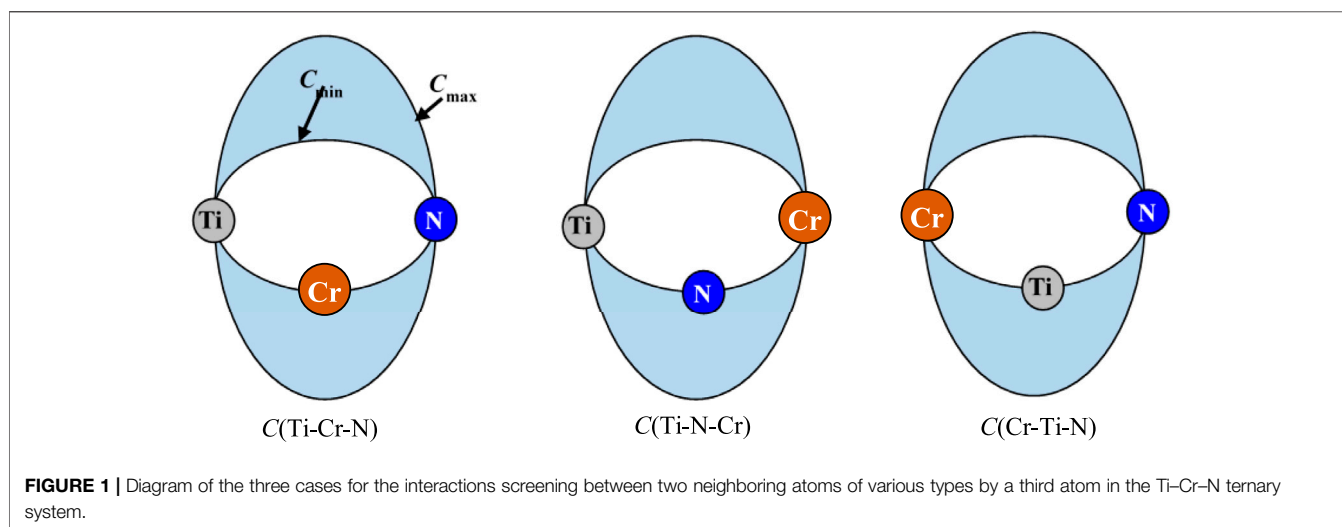 Cmin
Cmax
Ti
N
Cr
Ti
Cr
N
Cr
N
Ti
C(Ti-Cr-N)
C(Ti-N-Cr)
C(Cr-Ti-N)
FIGURE 1 | Diagram of the three cases for the interactions screening between two neighboring atoms of various types by a third atom in the Ti–Cr–N ternary
system.